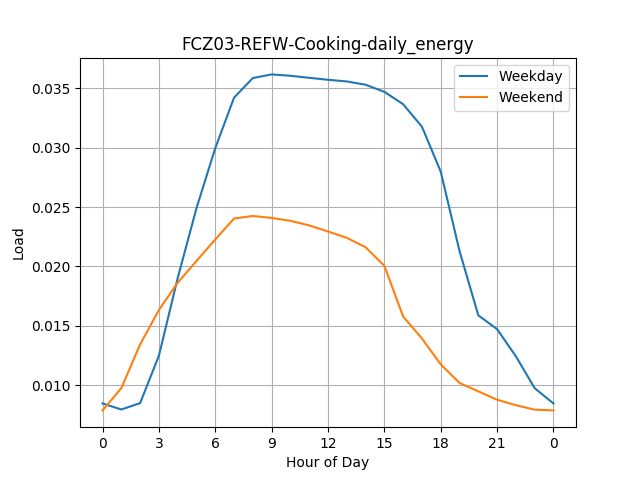 FCZ03-REFW-Cooking-daily_energy
Weekday
Weekend
Load
0.035
0.030
0.025
0.020
0.015
0.010
0 3 6 9 12 15 18 21 0
Hour of Day